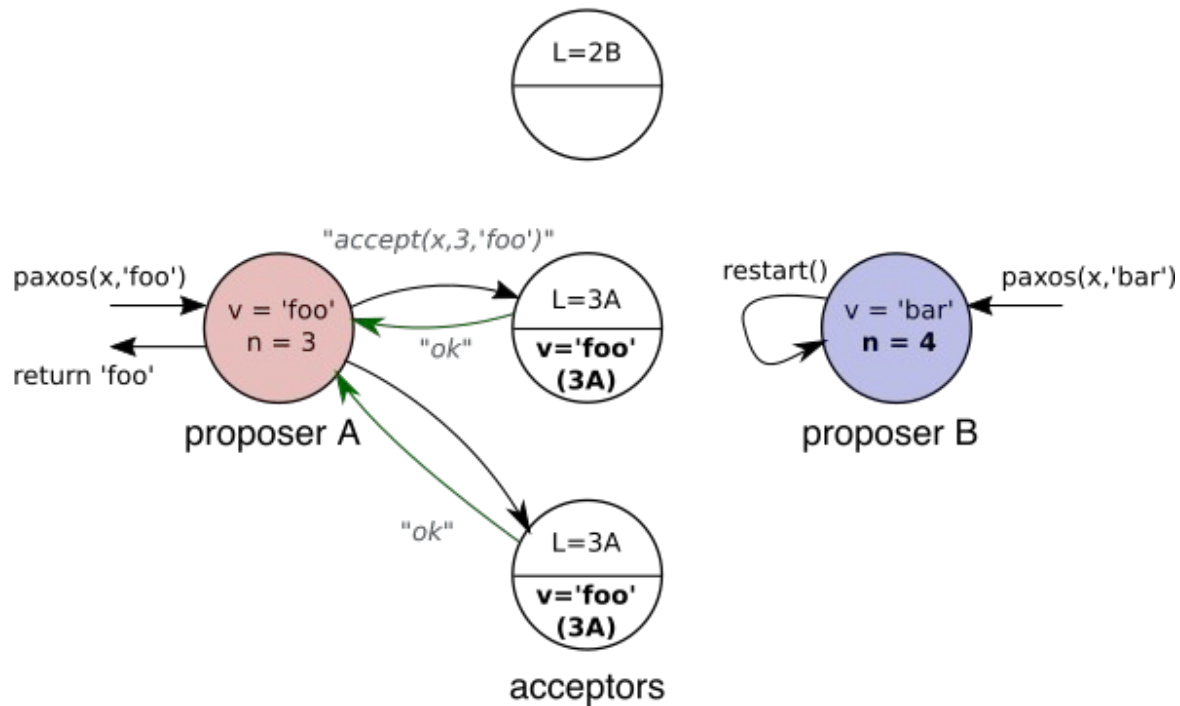 L=2B
"accept(x,3,'foo')"
paxos(x,'foo')
v = 'foo'
n = 3
return 'foo'
proposer A
L=3A
v='foo'
(3A)
"ok"
restart()
v = 'bar'
n = 4
paxos(x,'bar')
proposer B
"ok"
L=3A
v='foo'
(3A)
acceptors